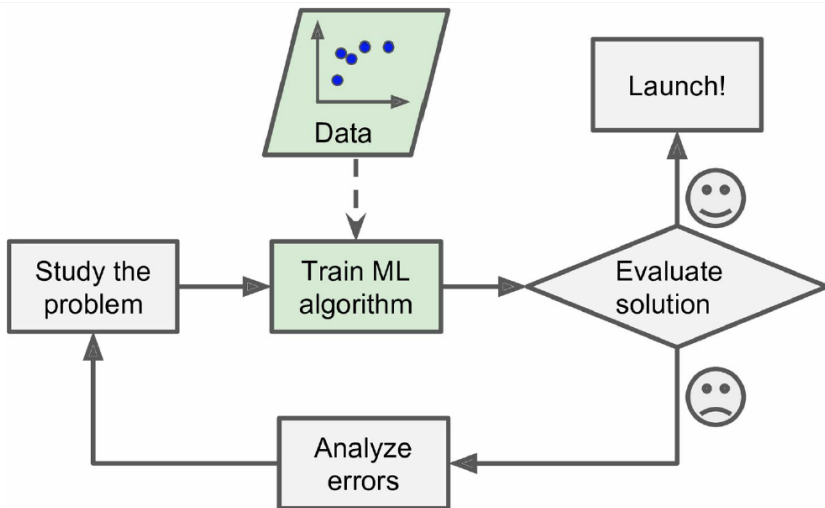 Data
Launch!
Study the
problem
Train ML
algorithm
Evaluate
solution
Analyze
errors